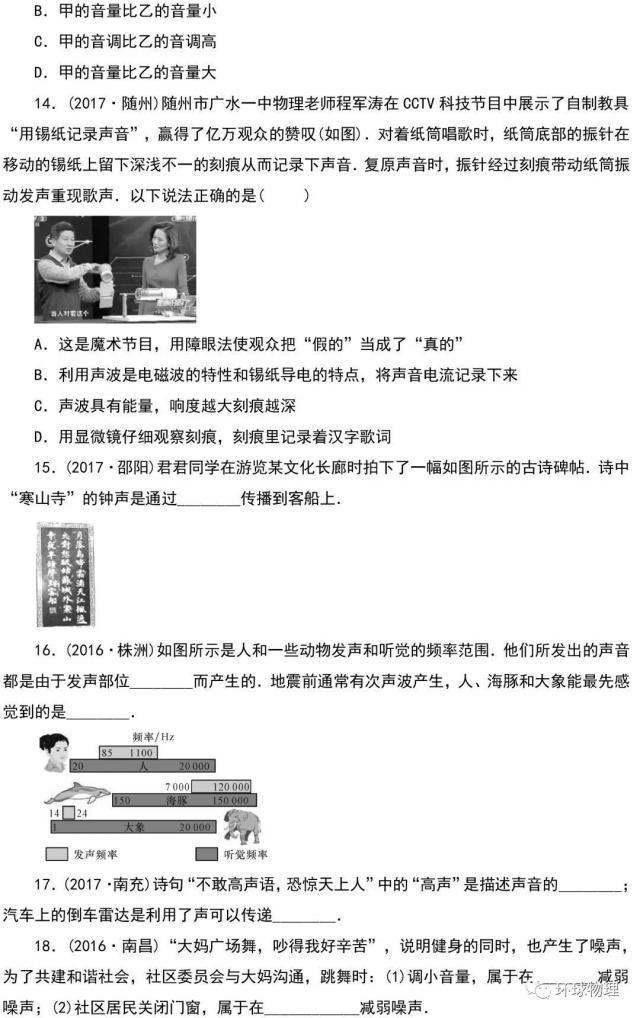 B．甲的音量比乙的音量小
C．甲的音调比乙的音调高
D．甲的音量比乙的音量大
14．(2017·随州)随州市广水一中物理老师程军涛在 CCTV 科技节目中展示了自制教具
“用锡纸记录声音”，赢得了亿万观众的赞叹(如图)．对着纸筒唱歌时，纸筒底部的振针在
移动的锡纸上留下深浅不一的刻痕从而记录下声音．复原声音时，振针经过刻痕带动纸筒振
动发声重现歌声．以下说法正确的是(　　)
当人对着这个
A．这是魔术节目，用障眼法使观众把“假的”当成了“真的”
B．利用声波是电磁波的特性和锡纸导电的特点，将声音电流记录下来
C．声波具有能量，响度越大刻痕越深
D．用显微镜仔细观察刻痕，刻痕里记录着汉字歌词
15．(2017·邵阳)君君同学在游览某文化长廊时拍下了一幅如图所示的古诗碑帖．诗中
“寒山寺”的钟声是通过________传播到客船上．
月落乌啼霜满天江枫渔
火对愁眠姑苏城外寒山
寺夜半钟声到客船
16．(2016·株洲)如图所示是人和一些动物发声和听觉的频率范围．他们所发出的声音
都是由于发声部位________而产生的．地震前通常有次声波产生，人、海豚和大象能最先感
觉到的是________．
频率/Hz
85 1100
20 人 20 000
7 000 120 000
150 海豚 150 000
14 24
1 大象 20 000
发声频率 听觉频率
17．(2017·南充)诗句“不敢高声语，恐惊天上人”中的“高声”是描述声音的________；
汽车上的倒车雷达是利用了声可以传递________．
18．(2016·南昌)“大妈广场舞，吵得我好辛苦”，说明健身的同时，也产生了噪声，
为了共建和谐社会，社区委员会与大妈沟通，跳舞时：(1)调小音量，属于在________减弱
噪声；(2)社区居民关闭门窗，属于在____________减弱噪声．
环球物理